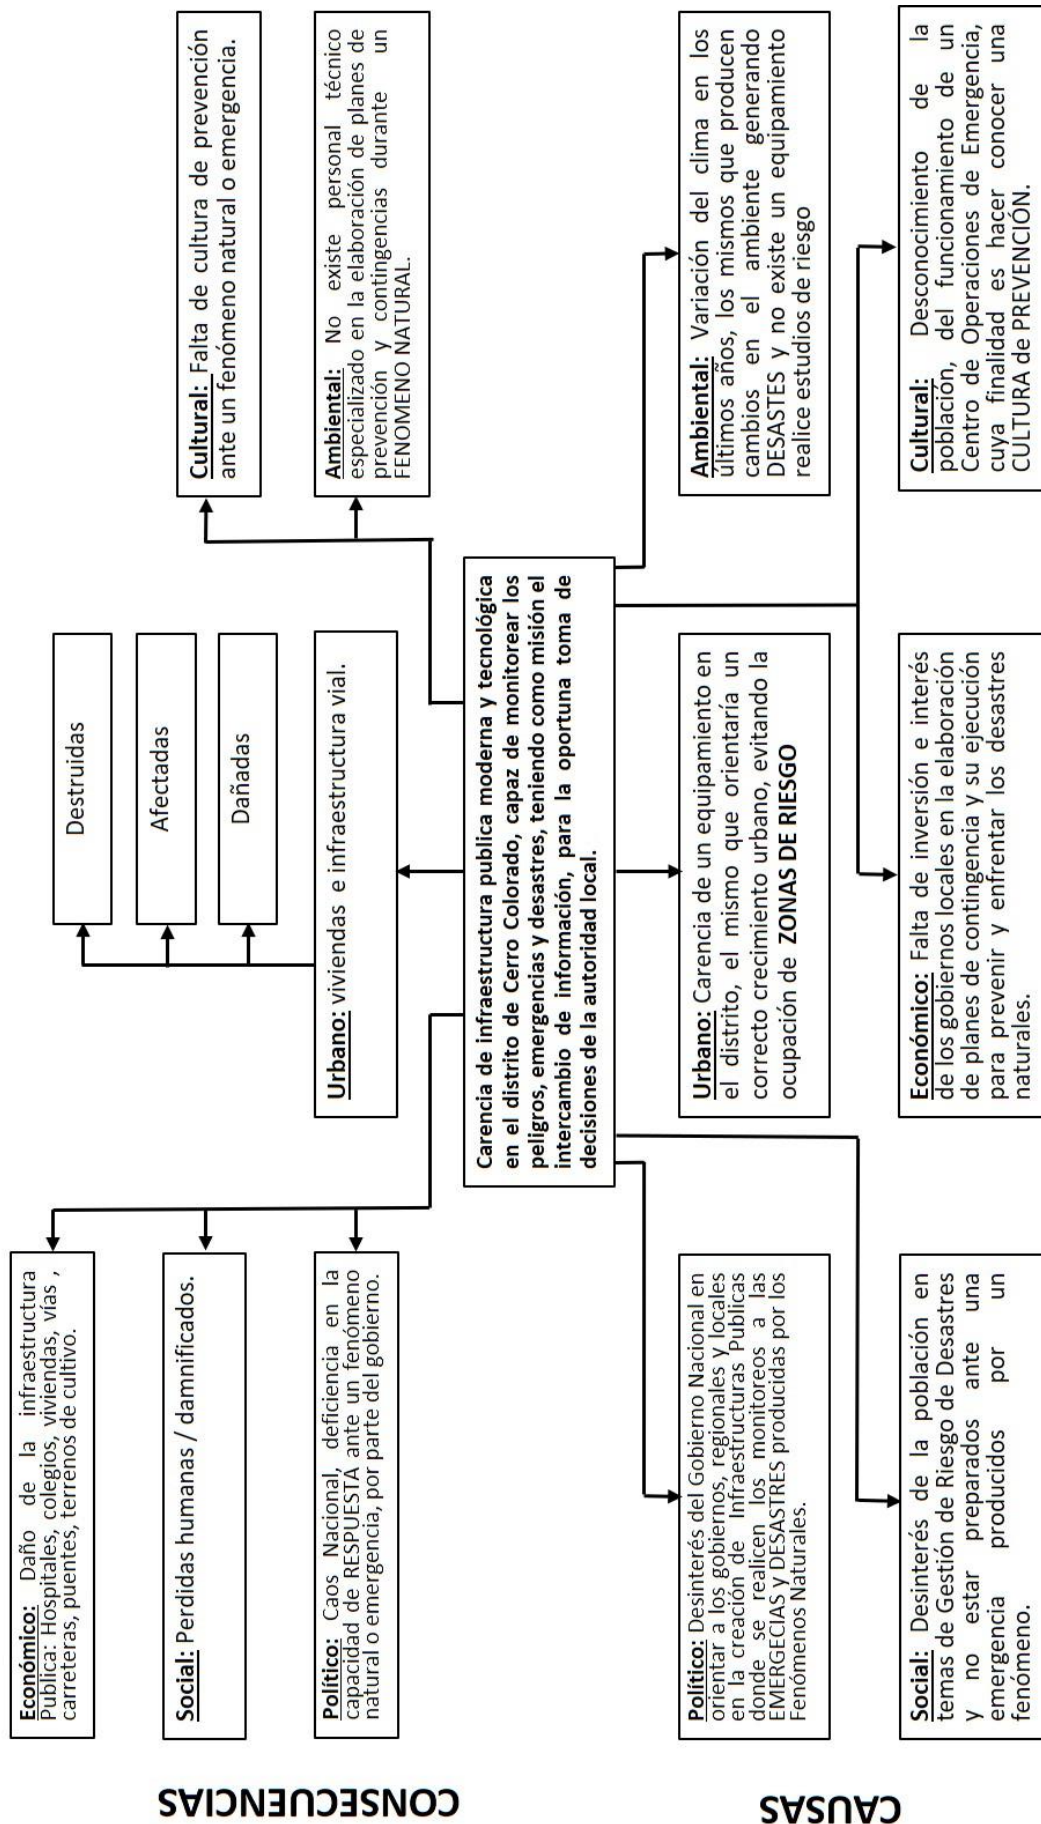 CONSECUENCIAS
Económico: Daño de la infraestructura
Publica: Hospitales, colegios, viviendas, vías ,
carreteras, puentes, terrenos de cultivo.
Social: Perdidas humanas / damnificados.
Político: Caos Nacional, deficiencia en la
capacidad de RESPUESTA ante un fenómeno
natural o emergencia, por parte del gobierno.
Destruidas
Afectadas
Dañadas
Urbano: viviendas e infraestructura vial.
Cultural: Falta de cultura de prevención
ante un fenómeno natural o emergencia.
Ambiental: No existe personal técnico
especializado en la elaboración de planes de
prevención y contingencias durante un
FENOMENO NATURAL.
Carencia de infraestructura publica moderna y tecnológica
en el distrito de Cerro Colorado, capaz de monitorear los
peligros, emergencias y desastres, teniendo como misión el
intercambio de información, para la oportuna toma de
decisiones de la autoridad local.
CAUSAS
Político: Desinterés del Gobierno Nacional en
orientar a los gobiernos, regionales y locales
en la creación de Infraestructuras Publicas
donde se realicen los monitoreos a las
EMERGECIAS y DESASTRES producidas por los
Fenómenos Naturales.
Urbano: Carencia de un equipamiento en
el distrito, el mismo que orientaría un
correcto crecimiento urbano, evitando la
ocupación de ZONAS DE RIESGO
Ambiental: Variación del clima en los
últimos años, los mismos que producen
cambios en el ambiente generando
DESASTES y no existe un equipamiento
realice estudios de riesgo
Social: Desinterés de la población en
temas de Gestión de Riesgo de Desastres
y no estar preparados ante una
emergencia producidos por un
fenómeno.
Económico: Falta de inversión e interés
de los gobiernos locales en la elaboración
de planes de contingencia y su ejecución
para prevenir y enfrentar los desastres
naturales.
Cultural: Desconocimiento de la
población, del funcionamiento de un
Centro de Operaciones de Emergencia,
cuya finalidad es hacer conocer una
CULTURA de PREVENCIÓN.